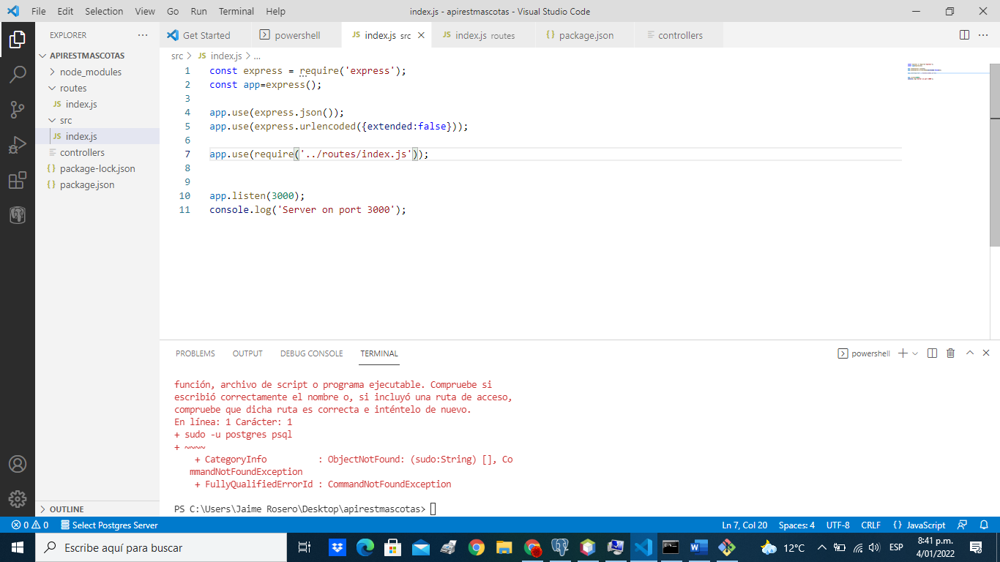 File Edit Selection View Go Run Terminal Help
index.js - apirestmascotas - Visual Studio Code
EXPLORER
APIRESTMASCOTAS
node_modules
routes
JS index.js
src
JS index.js
controllers
{} package-lock.json
{} package.json
OUTLINE
Get Started
powershell
JS index.js src
JS index.js routes
{} package.json
controllers
src > JS index.js > ...
1 const express = require('express');
2 const app=express();
3
4 app.use(express.json());
5 app.use(express.urlencoded({extended:false}));
6
7 app.use(require('../routes/index.js'));
8
9
10 app.listen(3000);
11 console.log('Server on port 3000');
PROBLEMS OUTPUT DEBUG CONSOLE TERMINAL
powershell
función, archivo de script o programa ejecutable. Compruebe si
escribió correctamente el nombre o, si incluyó una ruta de acceso,
compruebe que dicha ruta es correcta e inténtelo de nuevo.
En línea: 1 Carácter: 1
+ sudo -u postgres psql
+ ~~~~
+ CategoryInfo : ObjectNotFound: (sudo:String) [], Co
mmandNotFoundException
+ FullyQualifiedErrorId : CommandNotFoundException
PS C:\Users\Jaime Rosero\Desktop\apirestmascotas>
0 0 Select Postgres Server
Ln 7, Col 20 Spaces: 4 UTF-8 CRLF {} JavaScript
Escribe aquí para buscar
12°C
ESP
8:41 p.m.
4/01/2022